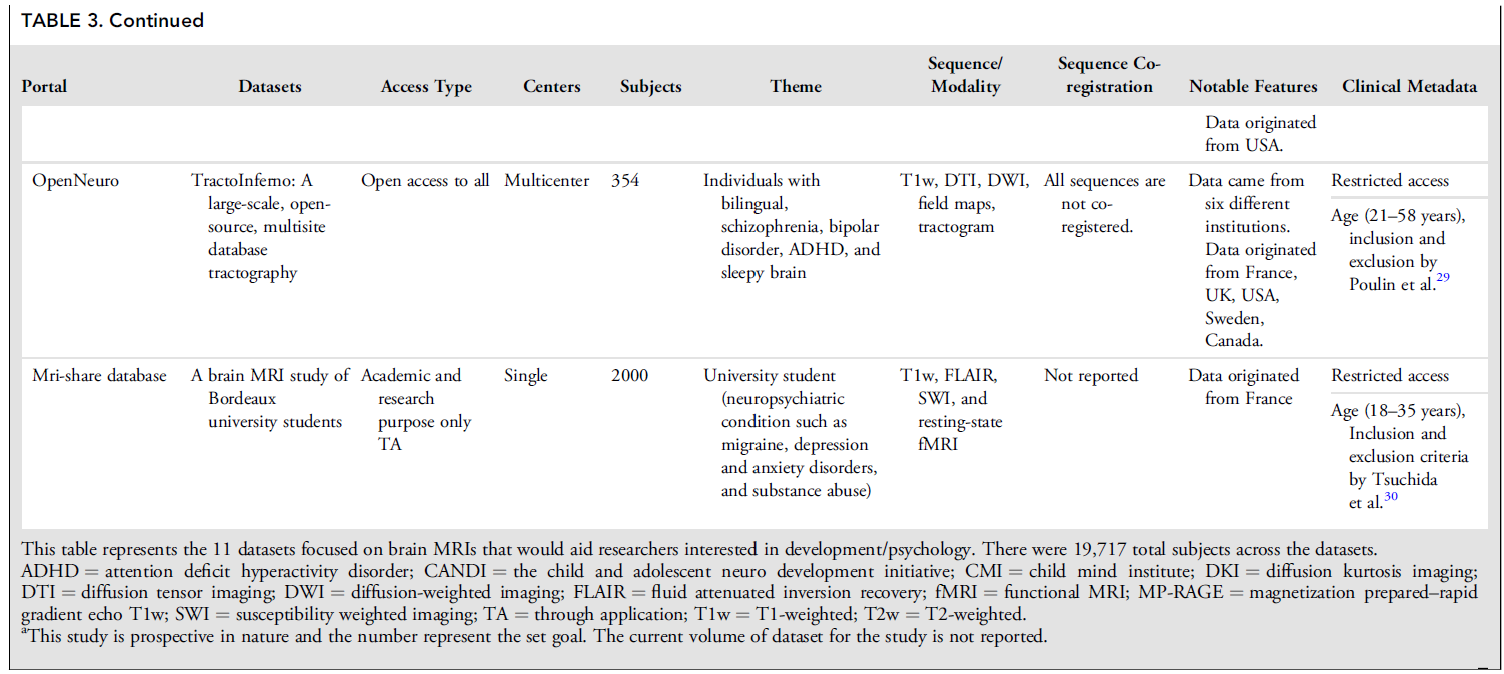 TABLE 3. Continued
Portal Datasets Access Type Centers Subjects Theme Sequence/ Modality Sequence Co- registration Notable Features Clinical Metadata
Data originated
from USA.
OpenNeuro
TractoInferno: A
large-scale, open-
source, multisite
database
tractography
Open access to all
Multicenter
354
Individuals with
bilingual,
schizophrenia, bipolar
disorder, ADHD, and
sleepy brain
T1w, DTI, DWI,
field maps,
tractogram
All sequences are
not co-
registered.
Data came from
six different
institutions.
Data originated
from France,
UK, USA,
Sweden,
Canada.
Restricted access
Age (21–58 years),
inclusion and
exclusion by
Poulin et al.29
Mri-share database
A brain MRI study of
Bordeaux
university students
Academic and
research
purpose only
TA
Single
2000
University student
(neuropsychiatric
condition such as
migraine, depression
and anxiety disorders,
and substance abuse)
T1w, FLAIR,
SWI, and
resting-state
fMRI
Not reported
Data originated
from France
Restricted access
Age (18–35 years),
Inclusion and
exclusion criteria
by Tsuchida
et al.30
This table represents the 11 datasets focused on brain MRIs that would aid researchers interested in development/psychology. There were 19,717 total subjects across the datasets.
ADHD = attention deficit hyperactivity disorder; CANDI = the child and adolescent neuro development initiative; CMI = child mind institute; DKI = diffusion kurtosis imaging;
DTI = diffusion tensor imaging; DWI = diffusion-weighted imaging; FLAIR = fluid attenuated inversion recovery; fMRI = functional MRI; MP-RAGE = magnetization prepared–rapid
gradient echo T1w; SWI = susceptibility weighted imaging; TA = through application; T1w = T1-weighted; T2w = T2-weighted.
aThis study is prospective in nature and the number represent the set goal. The current volume of dataset for the study is not reported.